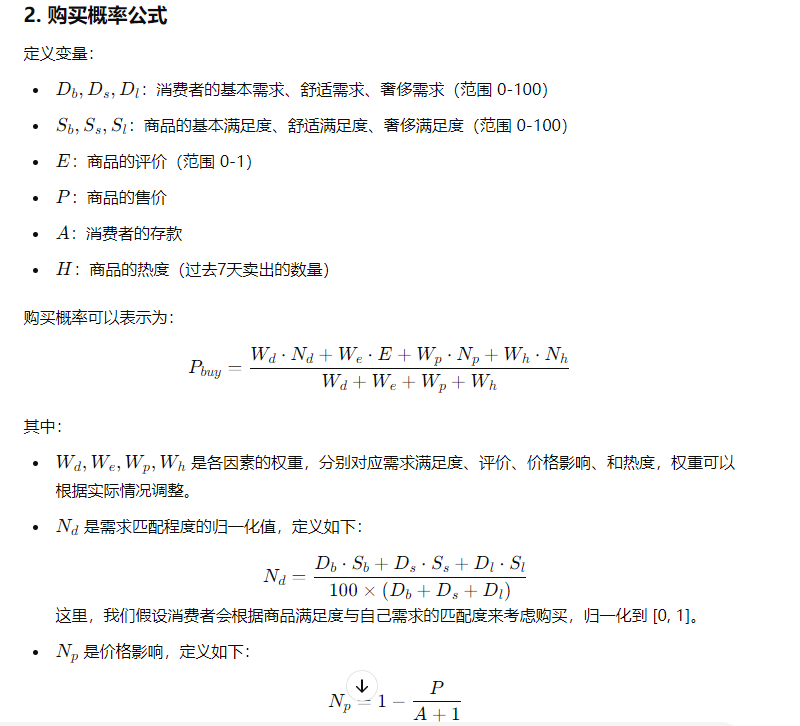 2. 购买概率公式
定义变量：
• D_b, D_s, D_l：消费者的基本需求、舒适需求、奢侈需求（范围 0-100）
• S_b, S_s, S_l：商品的基本满足度、舒适满足度、奢侈满足度（范围 0-100）
• E：商品的评价（范围 0-1）
• P：商品的售价
• A：消费者的存款
• H：商品的热度（过去7天卖出的数量）
购买概率可以表示为：
P_{buy} = \frac{W_d · N_d + W_e · E + W_p · N_p + W_h · N_h}{W_d + W_e + W_p + W_h}
其中：
• W_d, W_e, W_p, W_h 是各因素的权重，分别对应需求满足度、评价、价格影响、和热度，权重可以
根据实际情况调整。
• N_d 是需求匹配程度的归一化值，定义如下：
N_d = \frac{D_b · S_b + D_s · S_s + D_l · S_l}{100 × (D_b + D_s + D_l)}
这里，我们假设消费者会根据商品满足度与自己需求的匹配度来考虑购买，归一化到 [0, 1]。
• N_p 是价格影响，定义如下：
N_p = 1 − \frac{P}{A + 1}